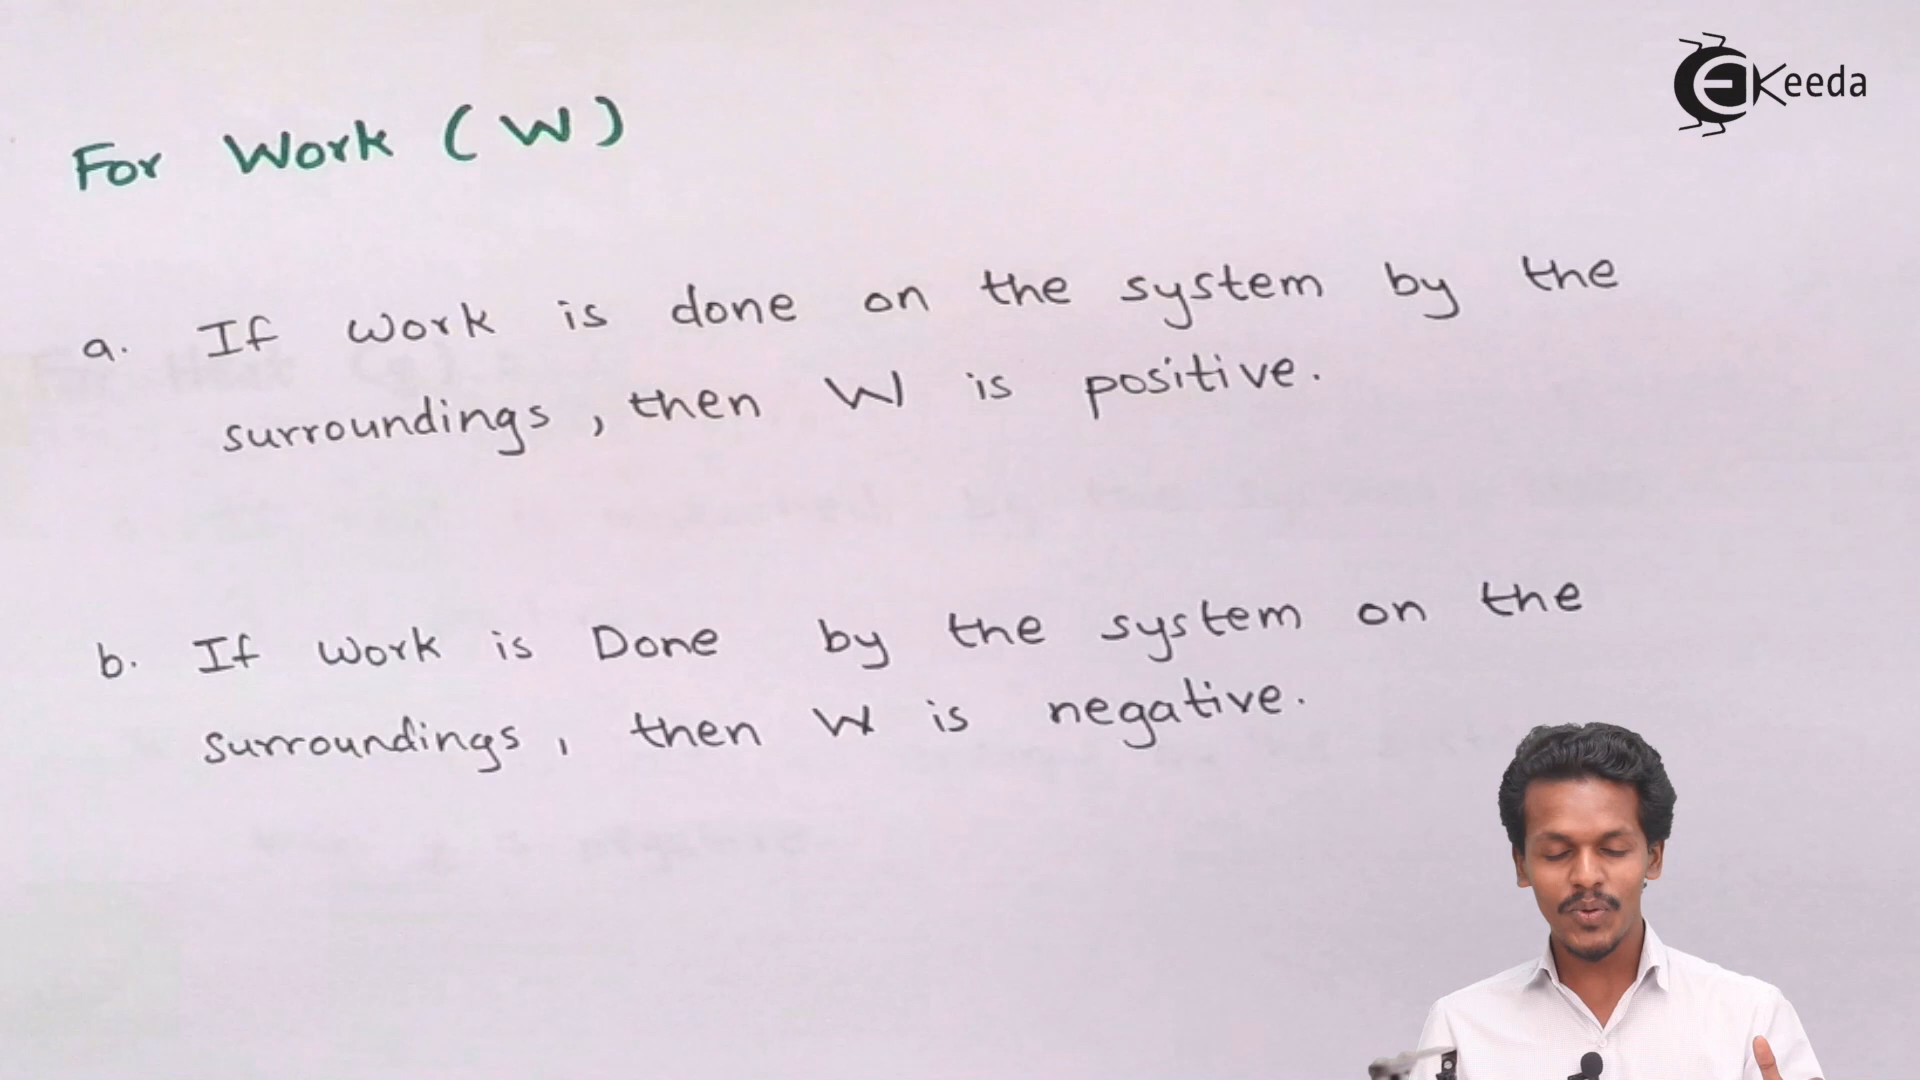 EKeeda
For Work (W)
a. If work is done on the system by the
surroundings, then W is positive.
b. If work is Done by the system on the
surroundings, then W is negative.